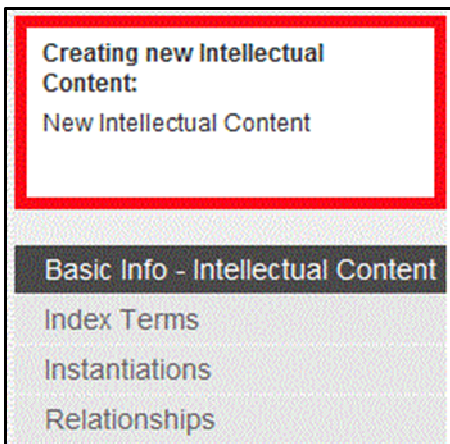 Creating new Intellectual
Content:
New Intellectual Content
Basic Info - Intellectual Content
Index Terms
Instantiations
Relationships